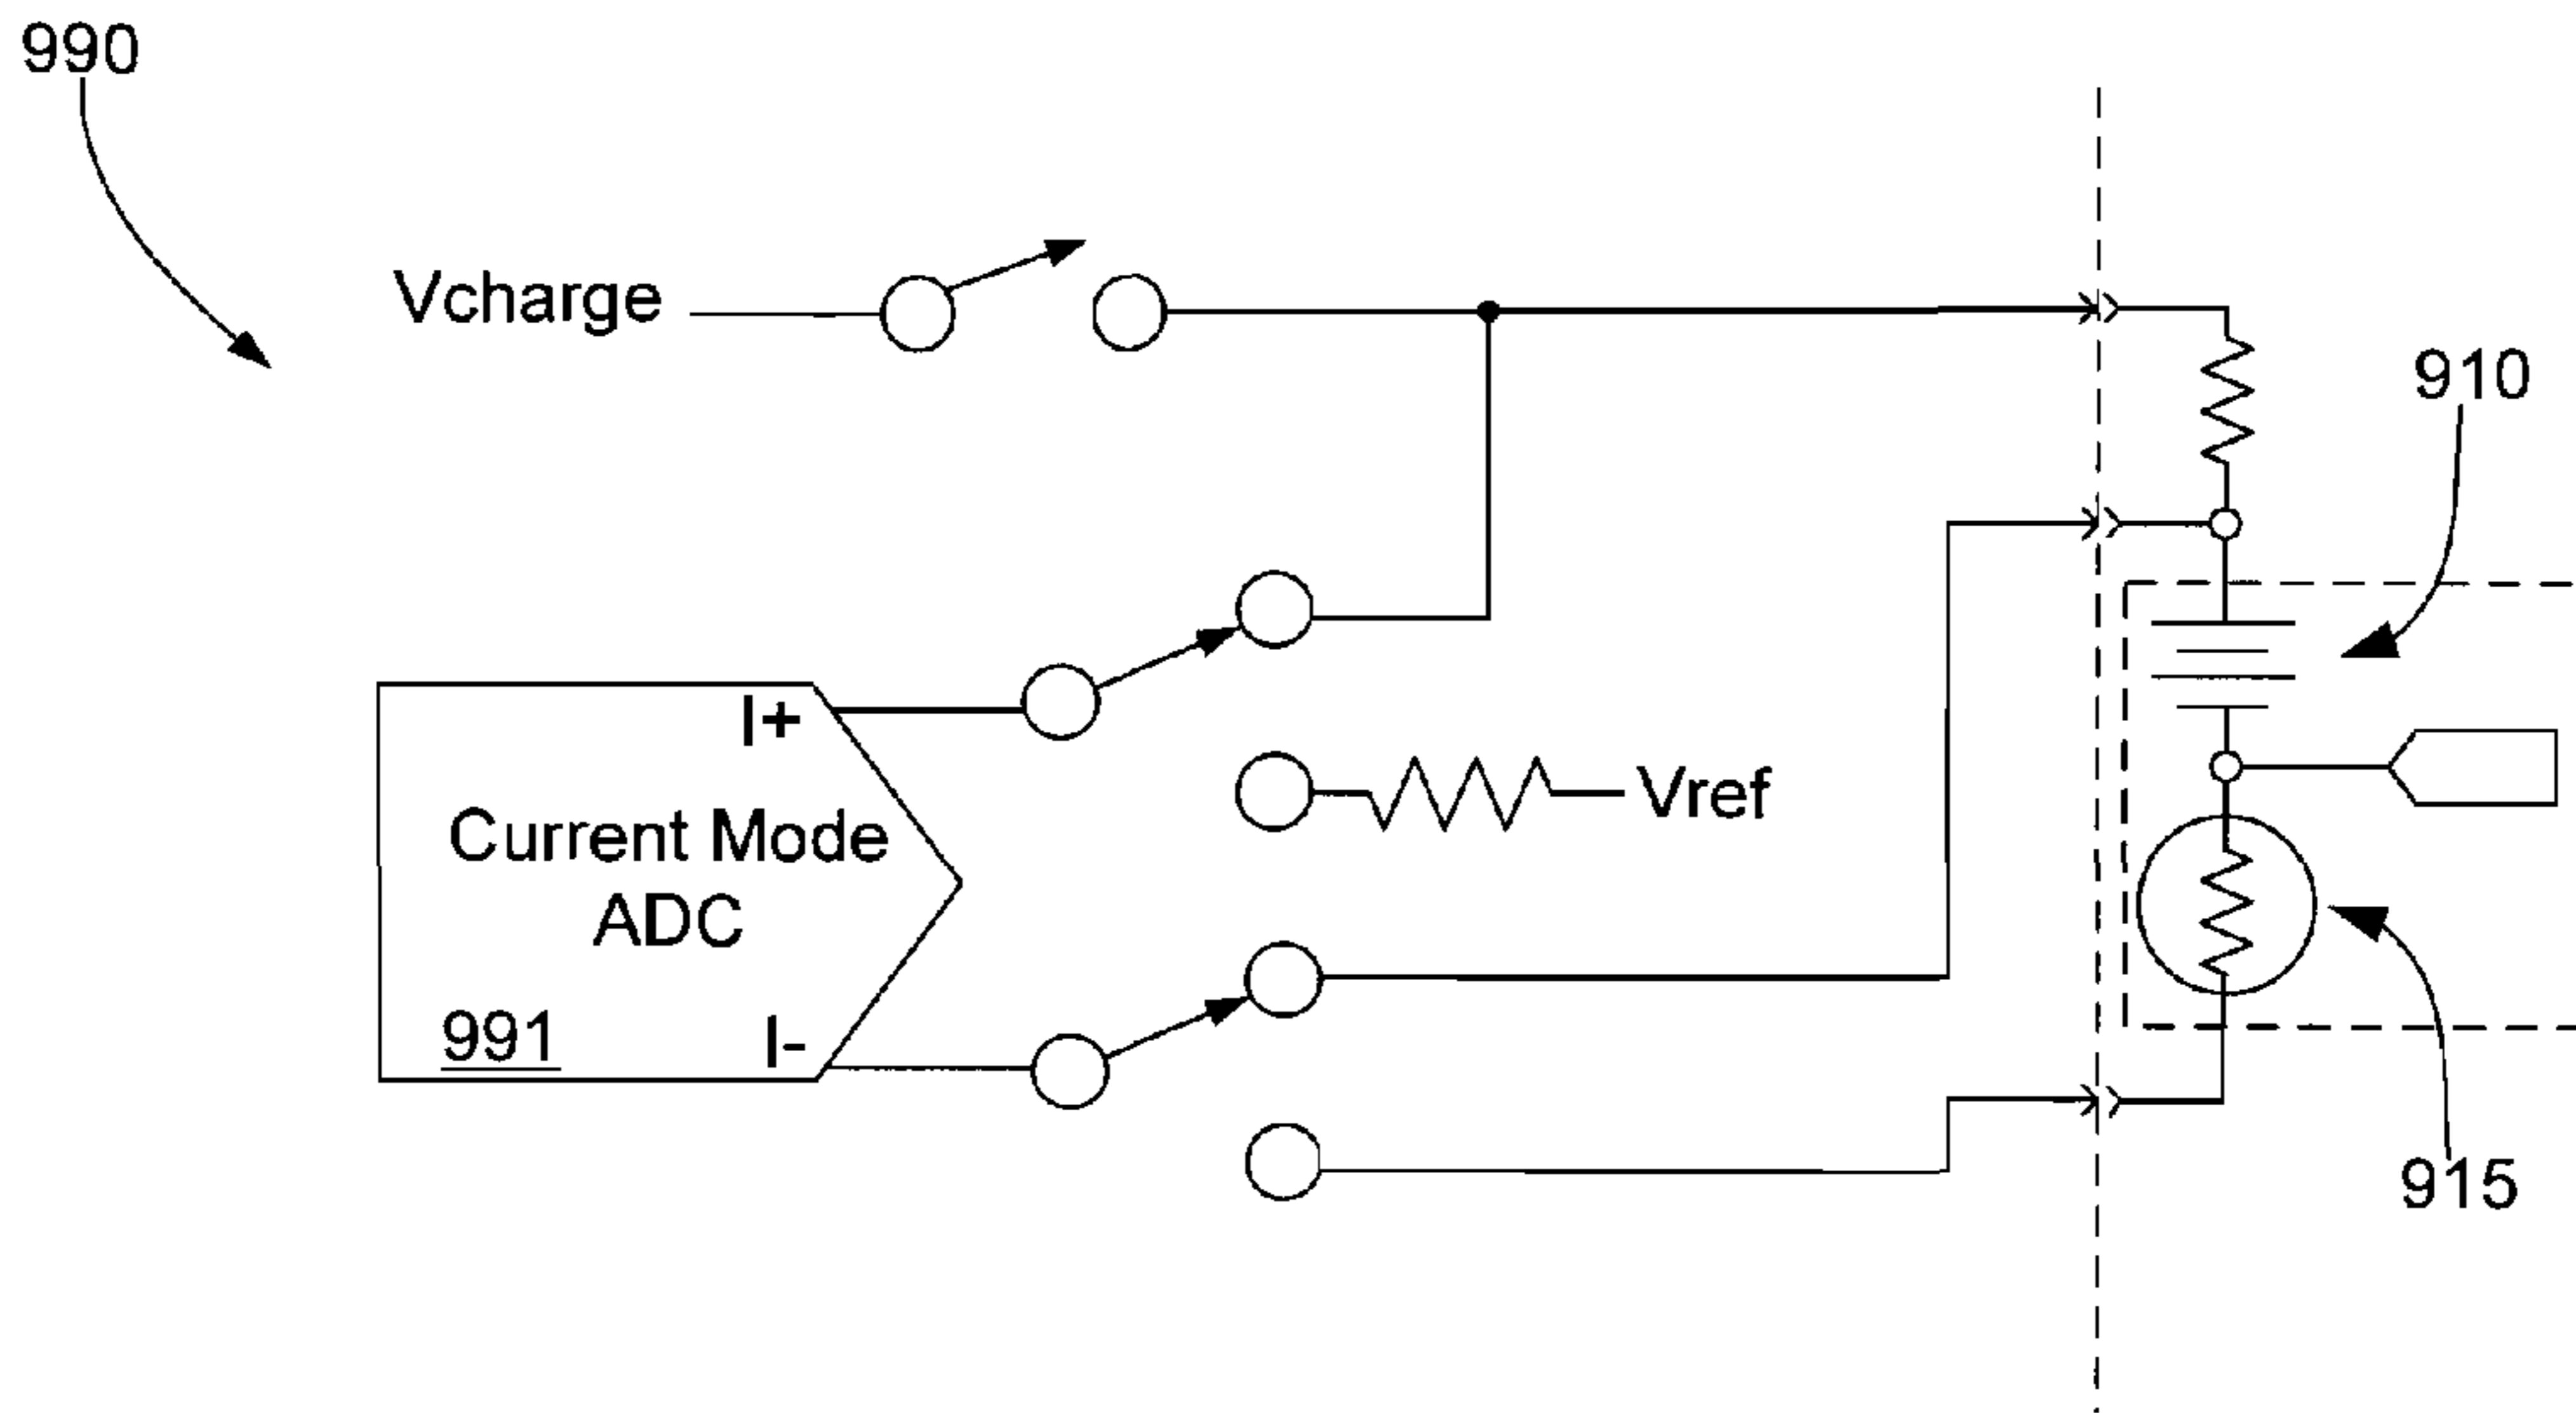 990
Vcharge
910
I+
Vref
Current Mode
ADC
991
I-
915